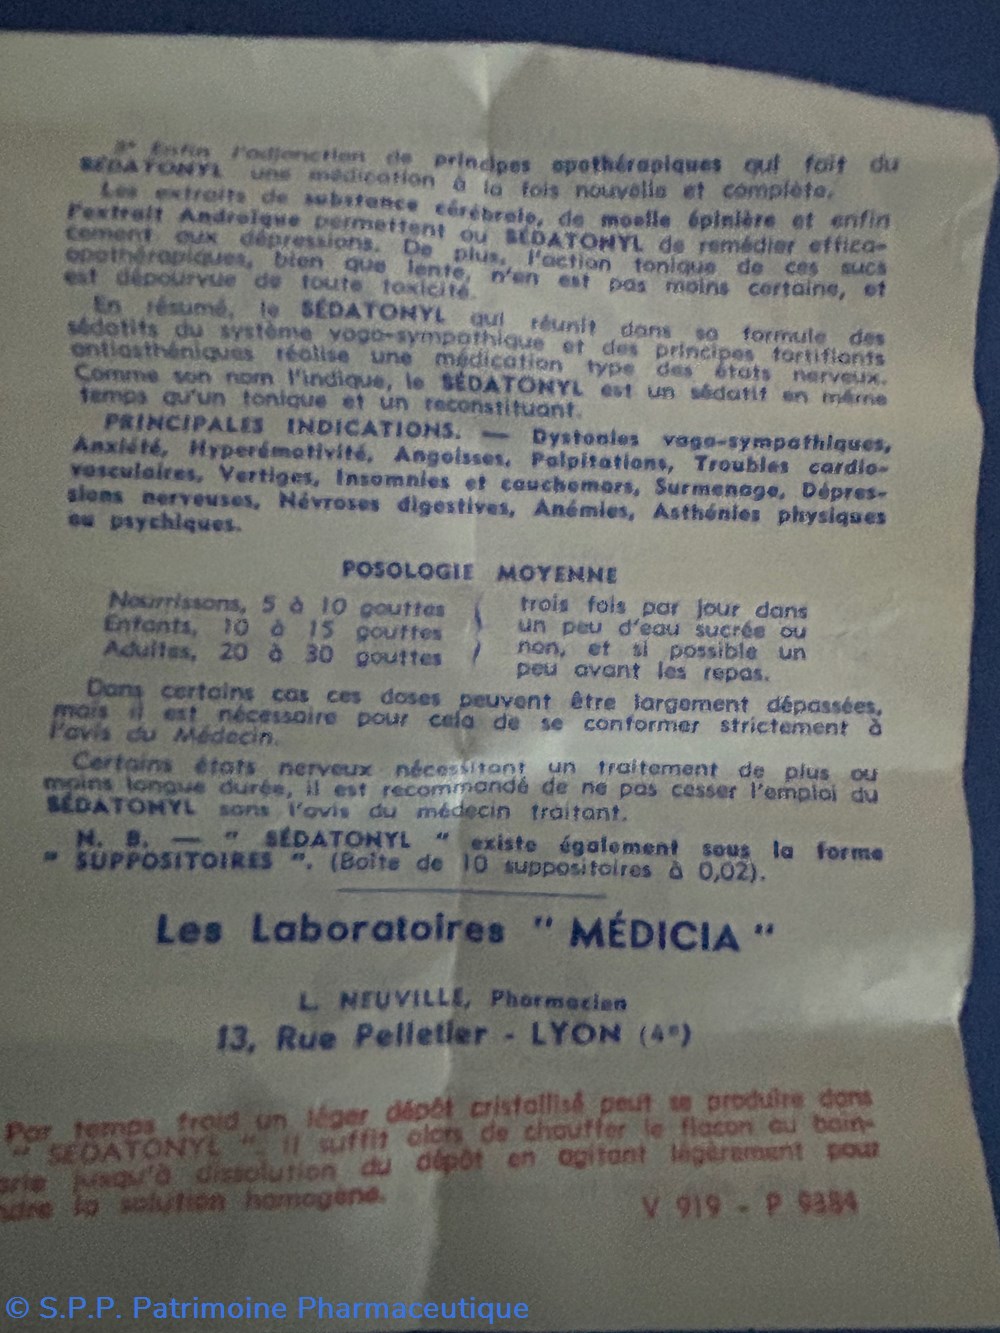 3° Enfin l'adjonction de principes opothérapiques qui fait du
SÉDATONYL une médication à la fois nouvelle et complète.
Les extraits de substance cérébrale, de moelle épinière et enfin
l'extrait Androïque permettent au SÉDATONYL de remédier effica-
cement aux dépressions. De plus, l'action tonique de ces sucs
opothérapiques, bien que lente, n'en est pas moins certaine, et
est dépourvue de toute toxicité.
En résumé, le SÉDATONYL qui réunit dans sa formule des
sédatifs du système vago-sympathique et des principes fortifiants
antiasthéniques réalise une médication type des états nerveux.
Comme son nom l'indique, le SÉDATONYL est un sédatif en même
temps qu'un tonique et un reconstituant.
PRINCIPALES INDICATIONS. — Dystonies vago-sympathiques,
Anxiété, Hyperémotivité, Angoisses, Palpitations, Troubles cardio-
vasculaires, Vertiges, Insomnies et cauchemars, Surmenage, Dépres-
sions nerveuses, Névroses digestives, Anémies, Asthénies physiques
ou psychiques.
POSOLOGIE MOYENNE
Nourrissons, 5 à 10 gouttes
Enfants, 10 à 15 gouttes
Adultes, 20 à 30 gouttes
trois fois par jour dans
un peu d'eau sucrée ou
non, et si possible un
peu avant les repas.
Dans certains cas ces doses peuvent être largement dépassées,
mais il est nécessaire pour cela de se conformer strictement à
l'avis du Médecin.
Certains états nerveux nécessitant un traitement de plus ou
moins longue durée, il est recommandé de ne pas cesser l'emploi du
SÉDATONYL sans l'avis du médecin traitant.
N. B. — " SÉDATONYL " existe également sous la forme
" SUPPOSITOIRES ". (Boîte de 10 suppositoires à 0,02).
Les Laboratoires " MÉDICIA "
L. NEUVILLE, Pharmacien
13, Rue Pelletier - LYON (4e)
Par temps froid un léger dépôt cristallisé peut se produire dans
" SÉDATONYL ". Il suffit alors de chauffer le flacon au bain-
arie jusqu'à dissolution du dépôt en agitant légèrement pour
ndre la solution homogène.
V 919 - P 9384
© S.P.P. Patrimoine Pharmaceutique